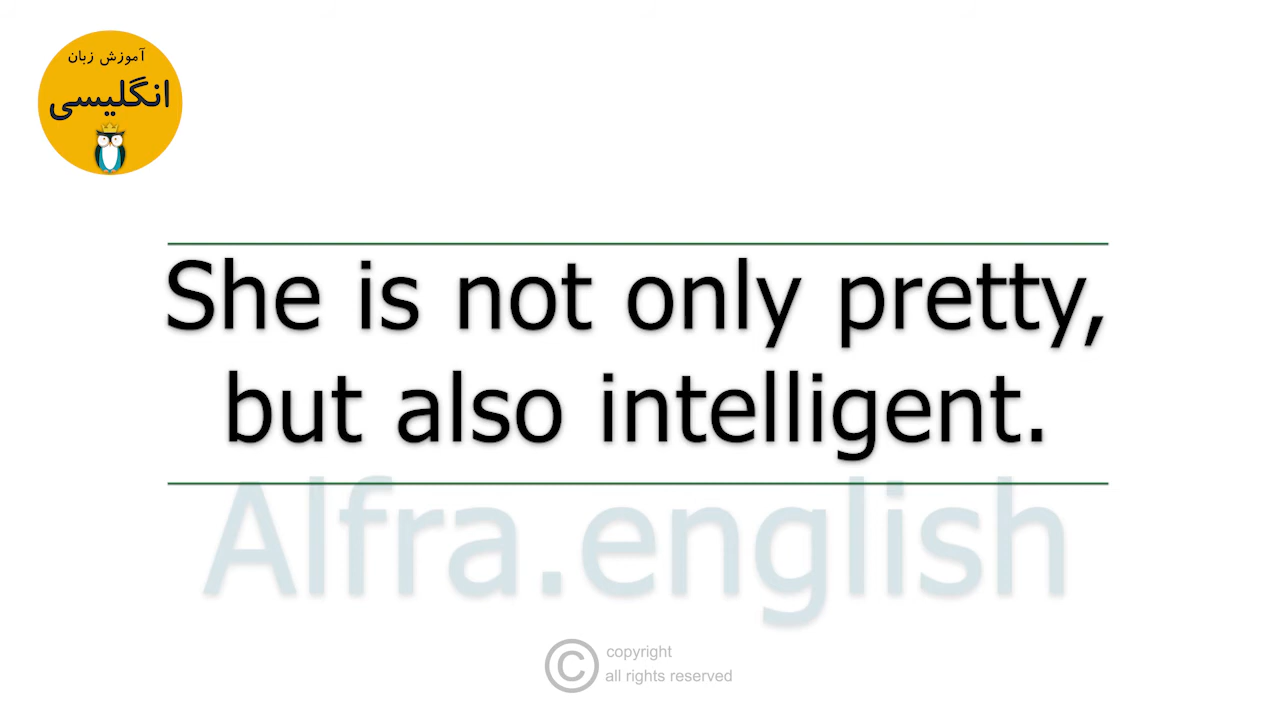 آموزش زبان
انگلیسی
She is not only pretty,
but also intelligent.
Alfra.english
©
copyright
all rights reserved